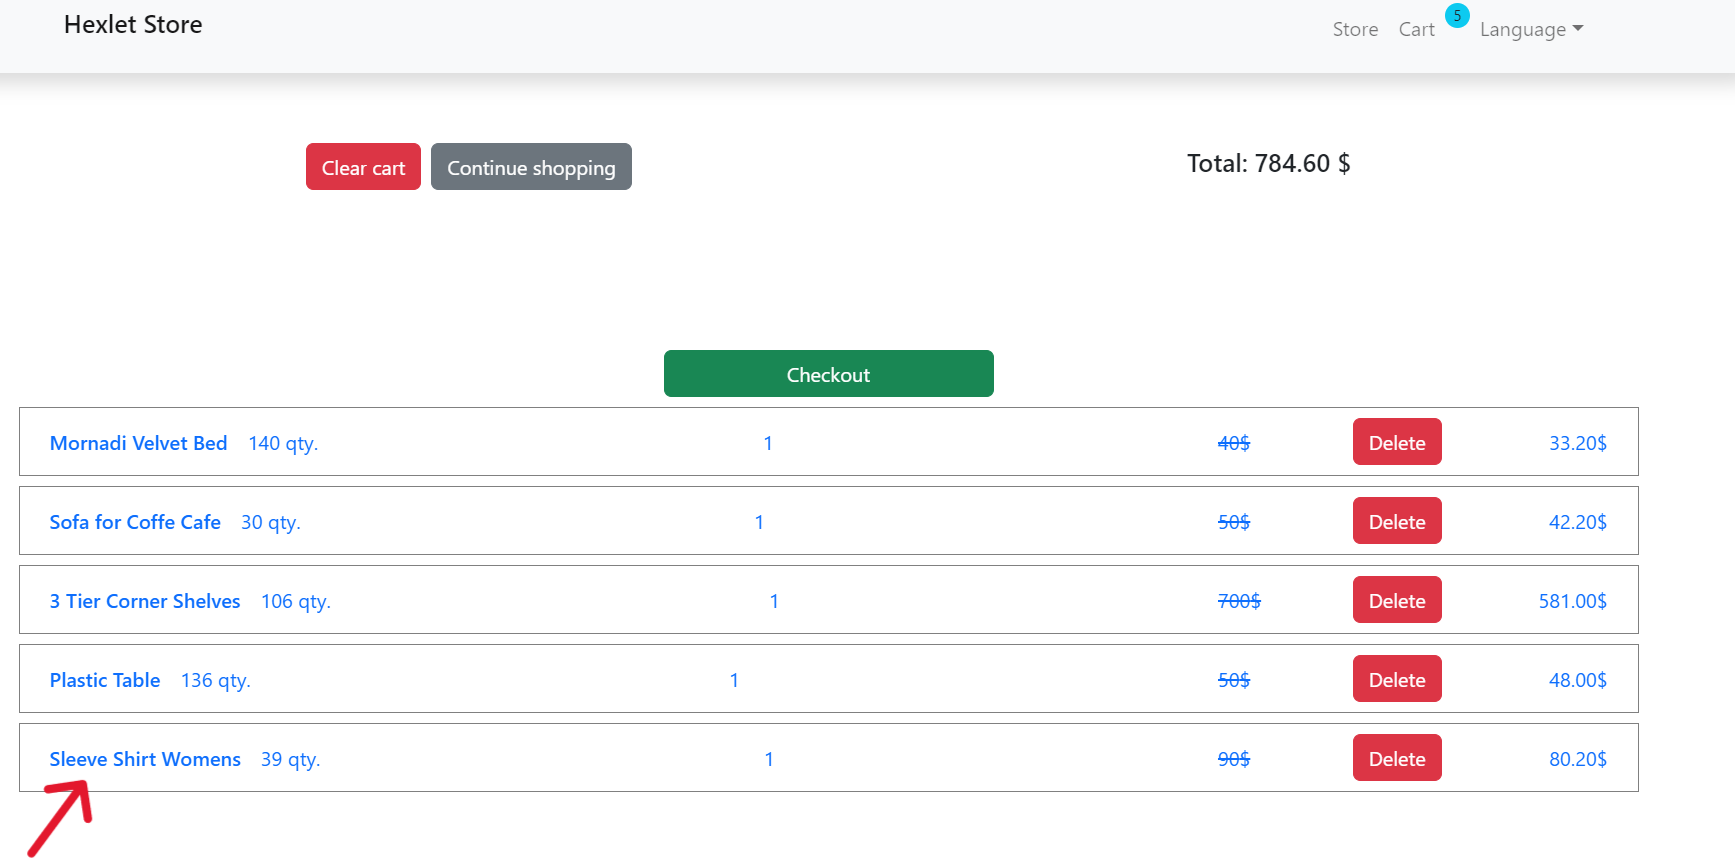 Hexlet Store Store Cart 5 Language
Clear cart Continue shopping Total: 784.60 $
Checkout
Mornadi Velvet Bed 140 qty. 1 40$ Delete 33.20$
Sofa for Coffe Cafe 30 qty. 1 50$ Delete 42.20$
3 Tier Corner Shelves 106 qty. 1 700$ Delete 581.00$
Plastic Table 136 qty. 1 50$ Delete 48.00$
Sleeve Shirt Womens 39 qty. 1 90$ Delete 80.20$